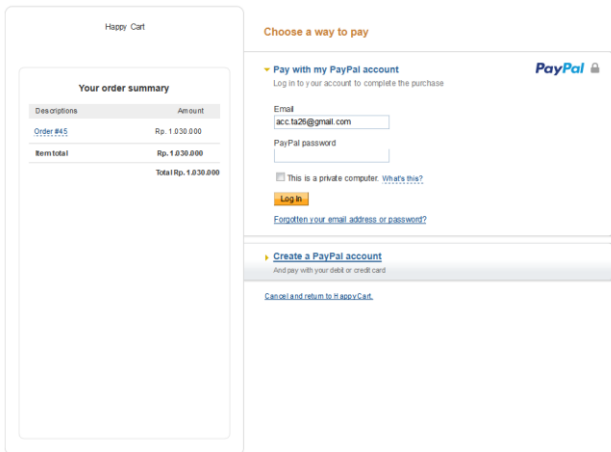 Happy Cart
Your order summary
Descriptions Amount
Order #45 Rp. 1.030.000
Item total Rp. 1.030.000
Total Rp. 1.030.000
Choose a way to pay
Pay with my PayPal account PayPal
Log in to your account to complete the purchase
Email
acc.ta26@gmail.com
PayPal password
This is a private computer. What's this?
Log In
Forgotten your email address or password?
Create a PayPal account
And pay with your debit or credit card
Cancel and return to HappyCart.